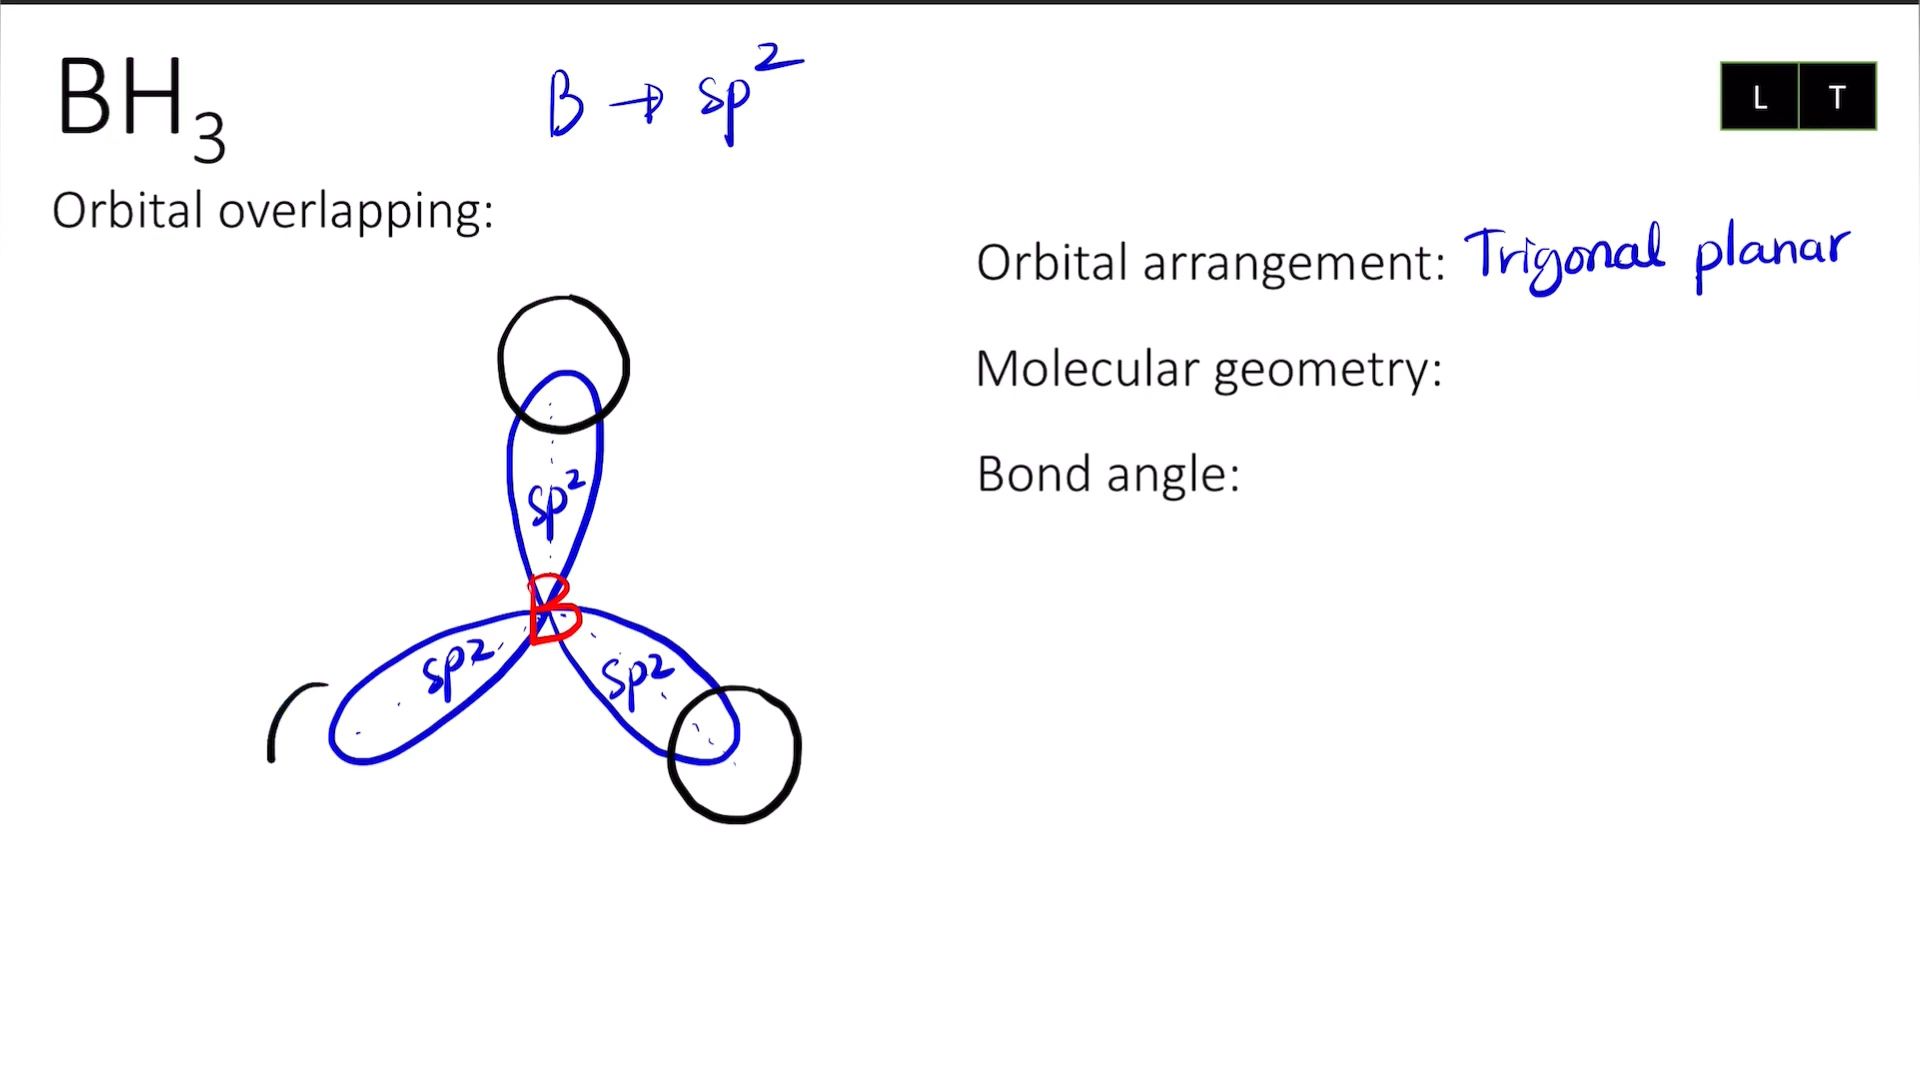 BH₃
B → sp²
L T
Orbital overlapping:
Orbital arrangement: Trigonal planar
Molecular geometry:
Bond angle:
sp²
B
sp²
sp²